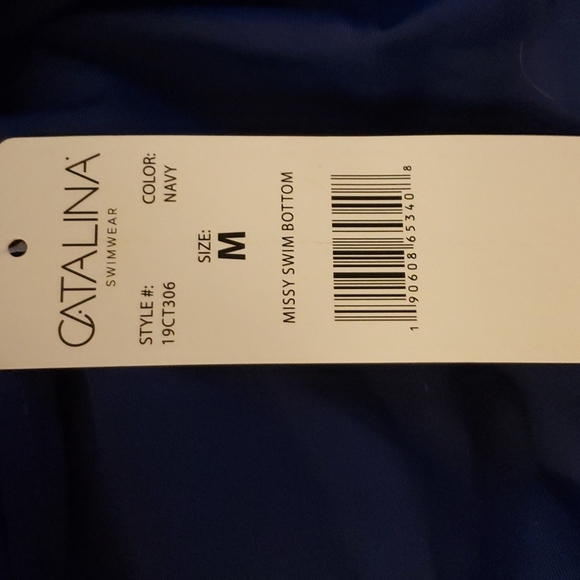 CATALINA
SWIMWEAR
STYLE #:
19CT306
COLOR:
NAVY
SIZE:
M
MISSY SWIM BOTTOM
1 90608 65340 8